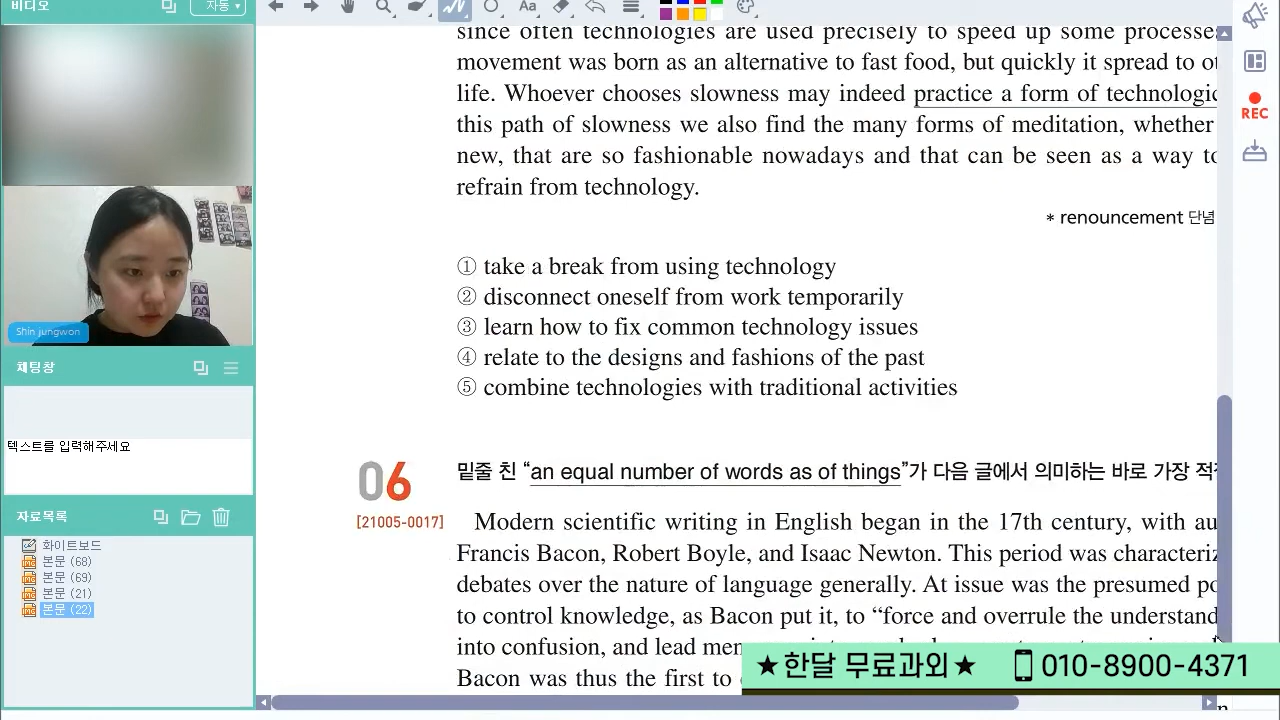 비디오
자동
Aa
REC
Shin jungwon
채팅창
텍스트를 입력해주세요
자료목록
화이트보드
본문 (68)
본문 (69)
본문 (21)
본문 (22)
since often technologies are used precisely to speed up some processes
movement was born as an alternative to fast food, but quickly it spread to
life. Whoever chooses slowness may indeed practice a form of
this path of slowness we also find the many forms of meditation, whether
new, that are so fashionable nowadays and that can be seen as a way to
refrain from technology.
* renouncement 단념
① take a break from using technology
② disconnect oneself from work temporarily
③ learn how to fix common technology issues
④ relate to the designs and fashions of the past
⑤ combine technologies with traditional activities
06
[21005-0017]
밑줄 친 “an equal number of words as of things”가 다음 글에서 의미하는 바로 가장
Modern scientific writing in English began in the 17th century, with
Francis Bacon, Robert Boyle, and Isaac Newton. This period was
debates over the nature of language generally. At issue was the presumed
to control knowledge, as Bacon put it, to “force and overrule the
into confusion, and lead men
Bacon was thus the first to
★한달 무료과외★ 010-8900-4371